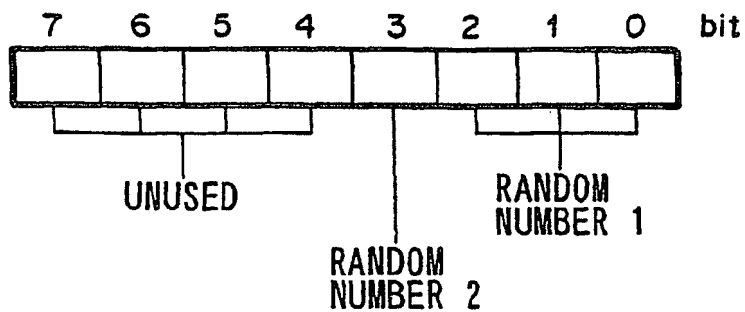 7 6 5 4 3 2 1 0 bit
UNUSED
RANDOM
NUMBER 1
RANDOM
NUMBER 2